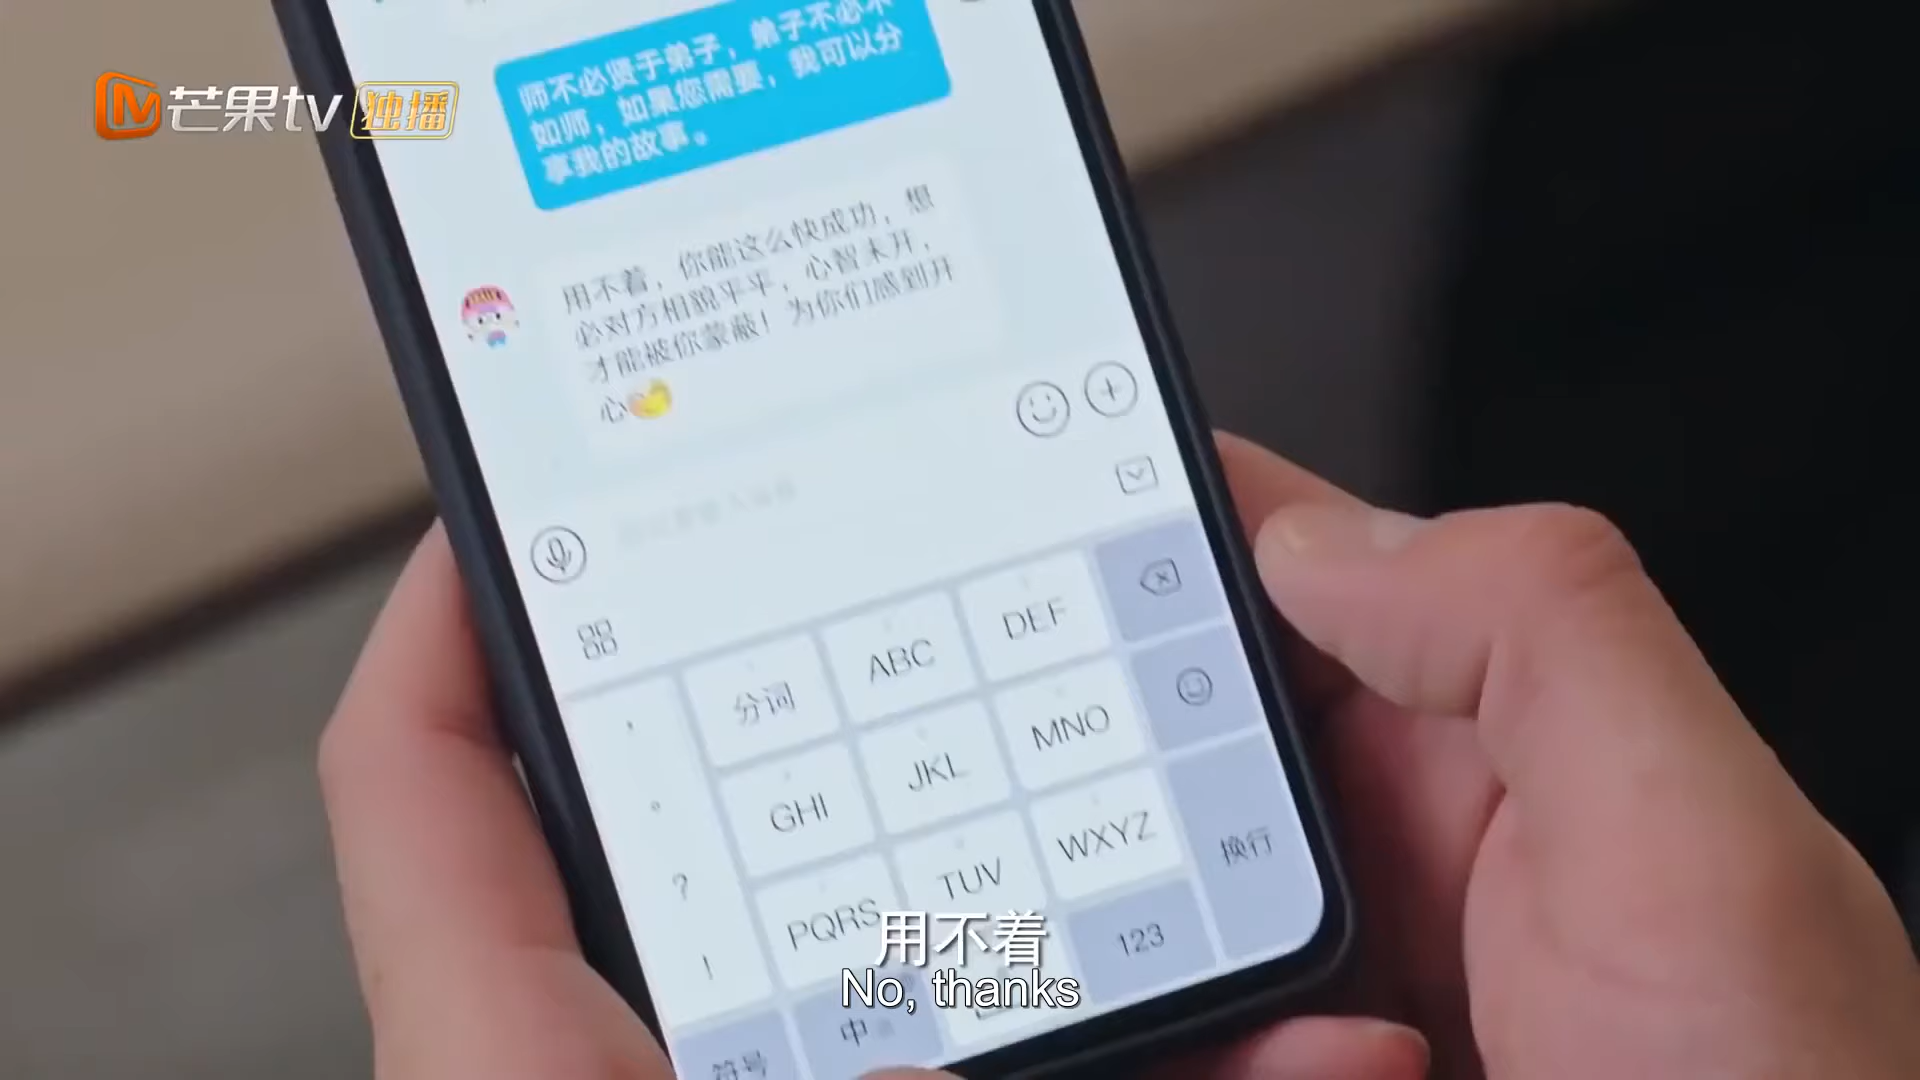 芒果tv 独播
师不必贤于弟子，弟子不必不
如师，如果您需要，我可以分
享我的故事。
用不着，你能这么快成功，想
必对方相貌平平，心智未开，
才能被你蒙蔽！为你们感到开
心
分词
ABC
DEF
GHI
JKL
MNO
PQRS
TUV
WXYZ
换行
，
。
？
！
符号
中
123
用不着
No, thanks